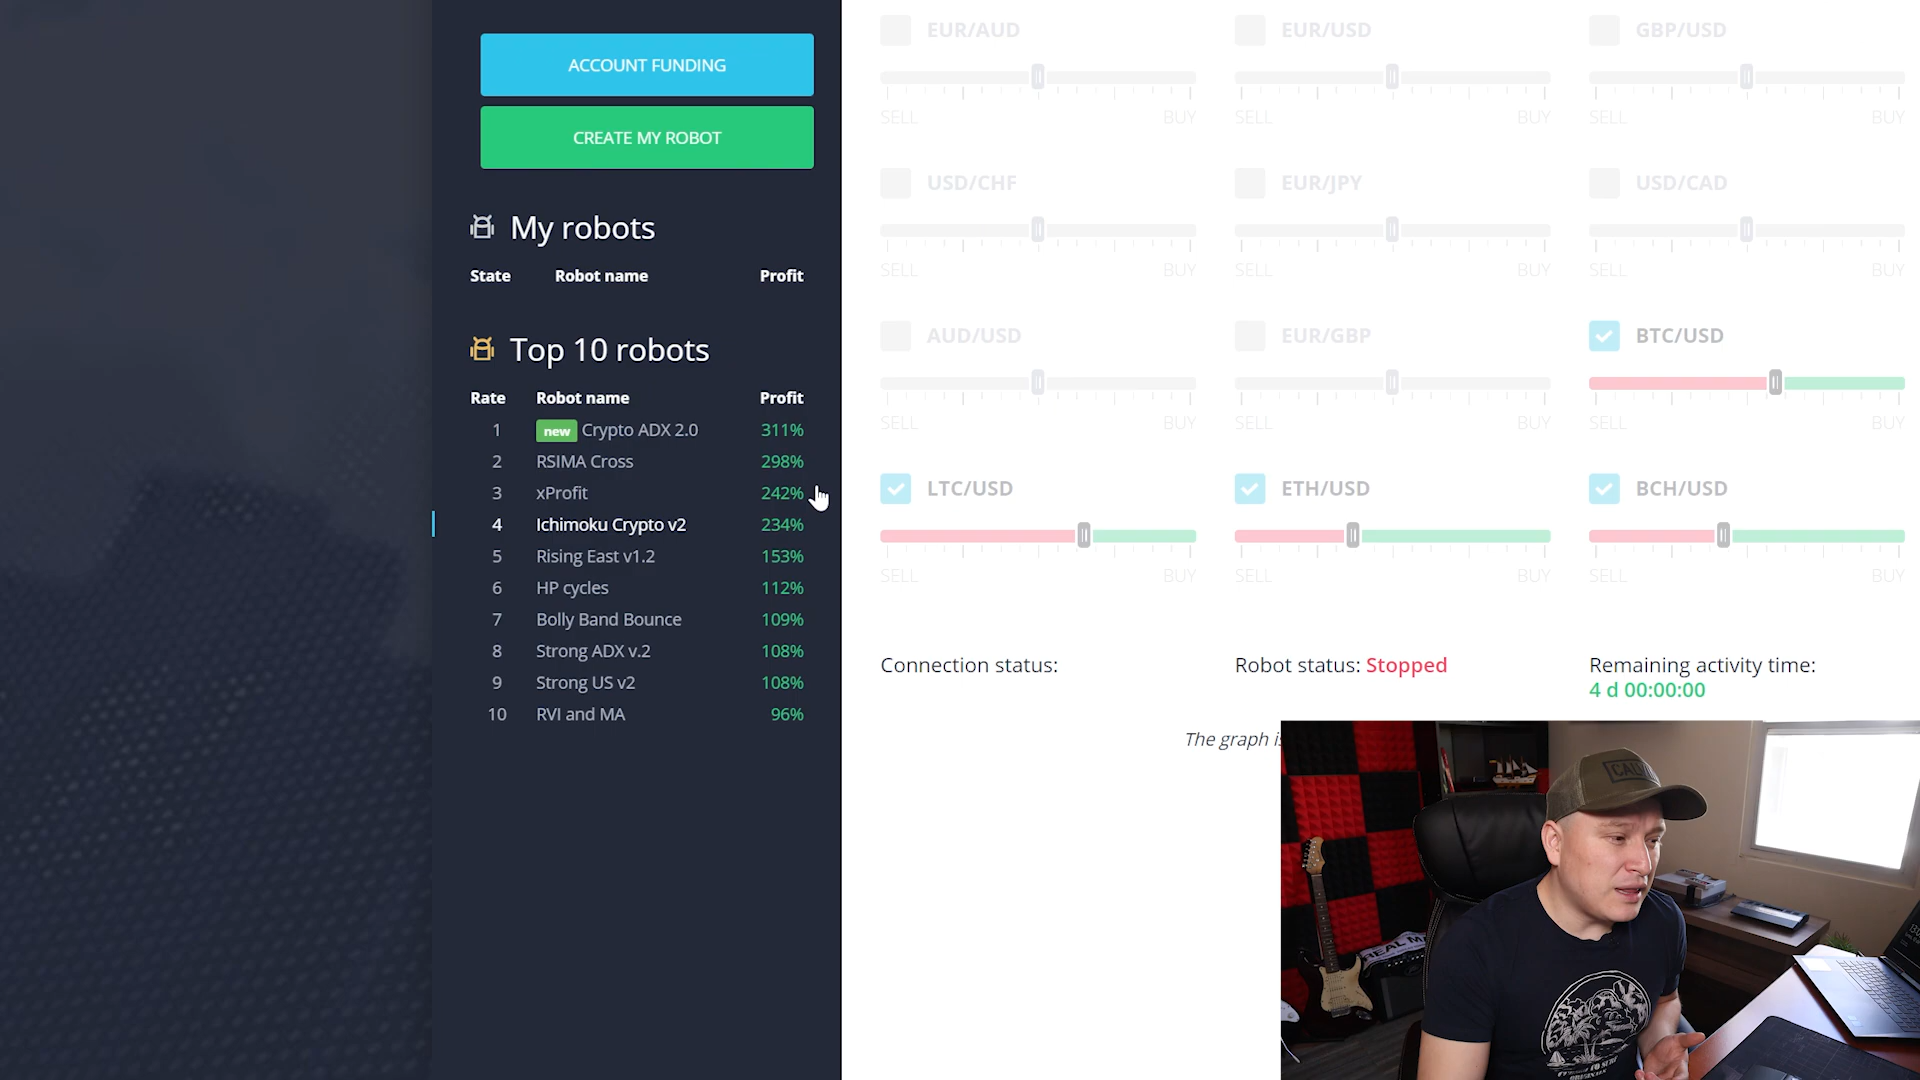 ACCOUNT FUNDING
CREATE MY ROBOT
My robots
State Robot name Profit
Top 10 robots
Rate Robot name Profit
1 new Crypto ADX 2.0 311%
2 RSIMA Cross 298%
3 xProfit 242%
4 Ichimoku Crypto v2 234%
5 Rising East v1.2 153%
6 HP cycles 112%
7 Bolly Band Bounce 109%
8 Strong ADX v.2 108%
9 Strong US v2 108%
10 RVI and MA 96%
EUR/AUD EUR/USD GBP/USD
SELL BUY SELL BUY SELL BUY
USD/CHF EUR/JPY USD/CAD
SELL BUY SELL BUY SELL BUY
AUD/USD EUR/GBP BTC/USD
SELL BUY SELL BUY SELL BUY
LTC/USD ETH/USD BCH/USD
SELL BUY SELL BUY SELL BUY
Connection status: Robot status: Stopped Remaining activity time:
4 d 00:00:00
The graph is
REAL